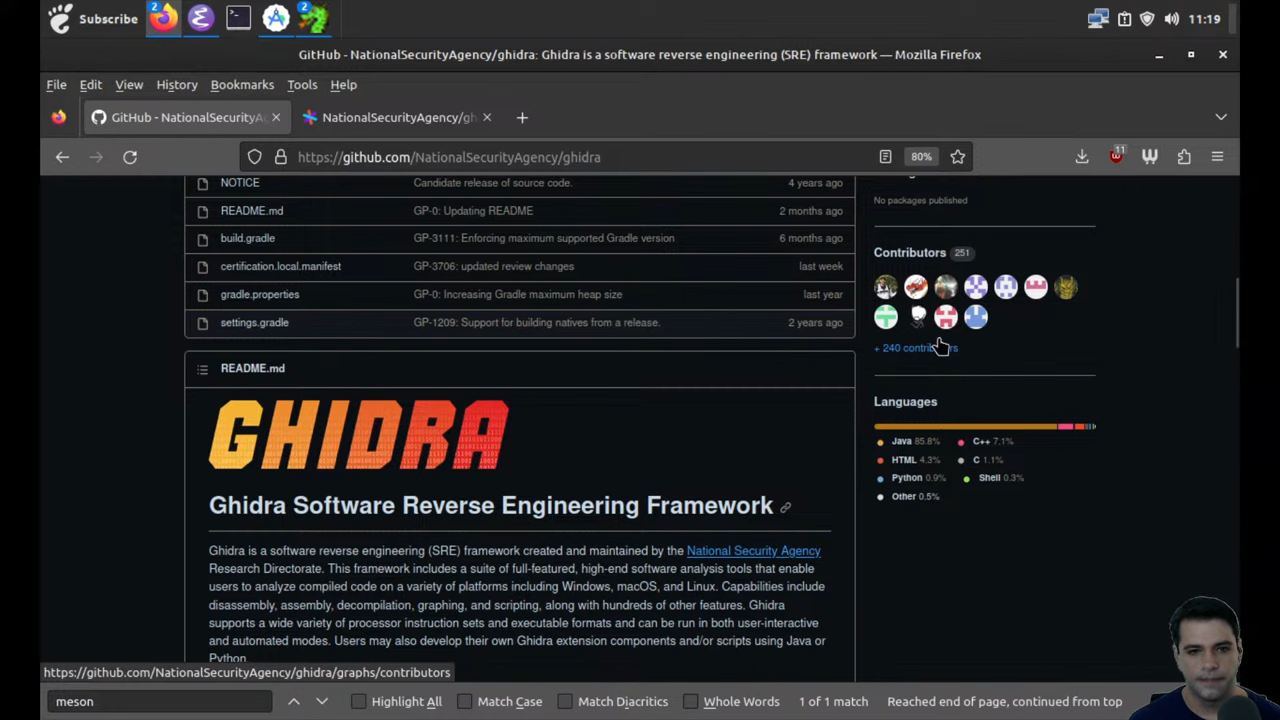 Subscribe
2
2
11:19
GitHub - NationalSecurityAgency/ghidra: Ghidra is a software reverse engineering (SRE) framework — Mozilla Firefox
File Edit View History Bookmarks Tools Help
GitHub - NationalSecurityA
NationalSecurityAgency/gh
https://github.com/NationalSecurityAgency/ghidra
80%
11
NOTICE Candidate release of source code. 4 years ago
README.md GP-0: Updating README 2 months ago
build.gradle GP-3111: Enforcing maximum supported Gradle version 6 months ago
certification.local.manifest GP-3706: updated review changes last week
gradle.properties GP-0: Increasing Gradle maximum heap size last year
settings.gradle GP-1209: Support for building natives from a release. 2 years ago
README.md
GHIDRA
Ghidra Software Reverse Engineering Framework
Ghidra is a software reverse engineering (SRE) framework created and maintained by the National Security Agency
Research Directorate. This framework includes a suite of full-featured, high-end software analysis tools that enable
users to analyze compiled code on a variety of platforms including Windows, macOS, and Linux. Capabilities include
disassembly, assembly, decompilation, graphing, and scripting, along with hundreds of other features. Ghidra
supports a wide variety of processor instruction sets and executable formats and can be run in both user-interactive
and automated modes. Users may also develop their own Ghidra extension components and/or scripts using Java or
Python.
No packages published
Contributors 251
+ 240 contributors
Languages
Java 85.8% C++ 7.1%
HTML 4.3% C 1.1%
Python 0.9% Shell 0.3%
Other 0.5%
https://github.com/NationalSecurityAgency/ghidra/graphs/contributors
meson
Highlight All
Match Case
Match Diacritics
Whole Words
1 of 1 match
Reached end of page, continued from top